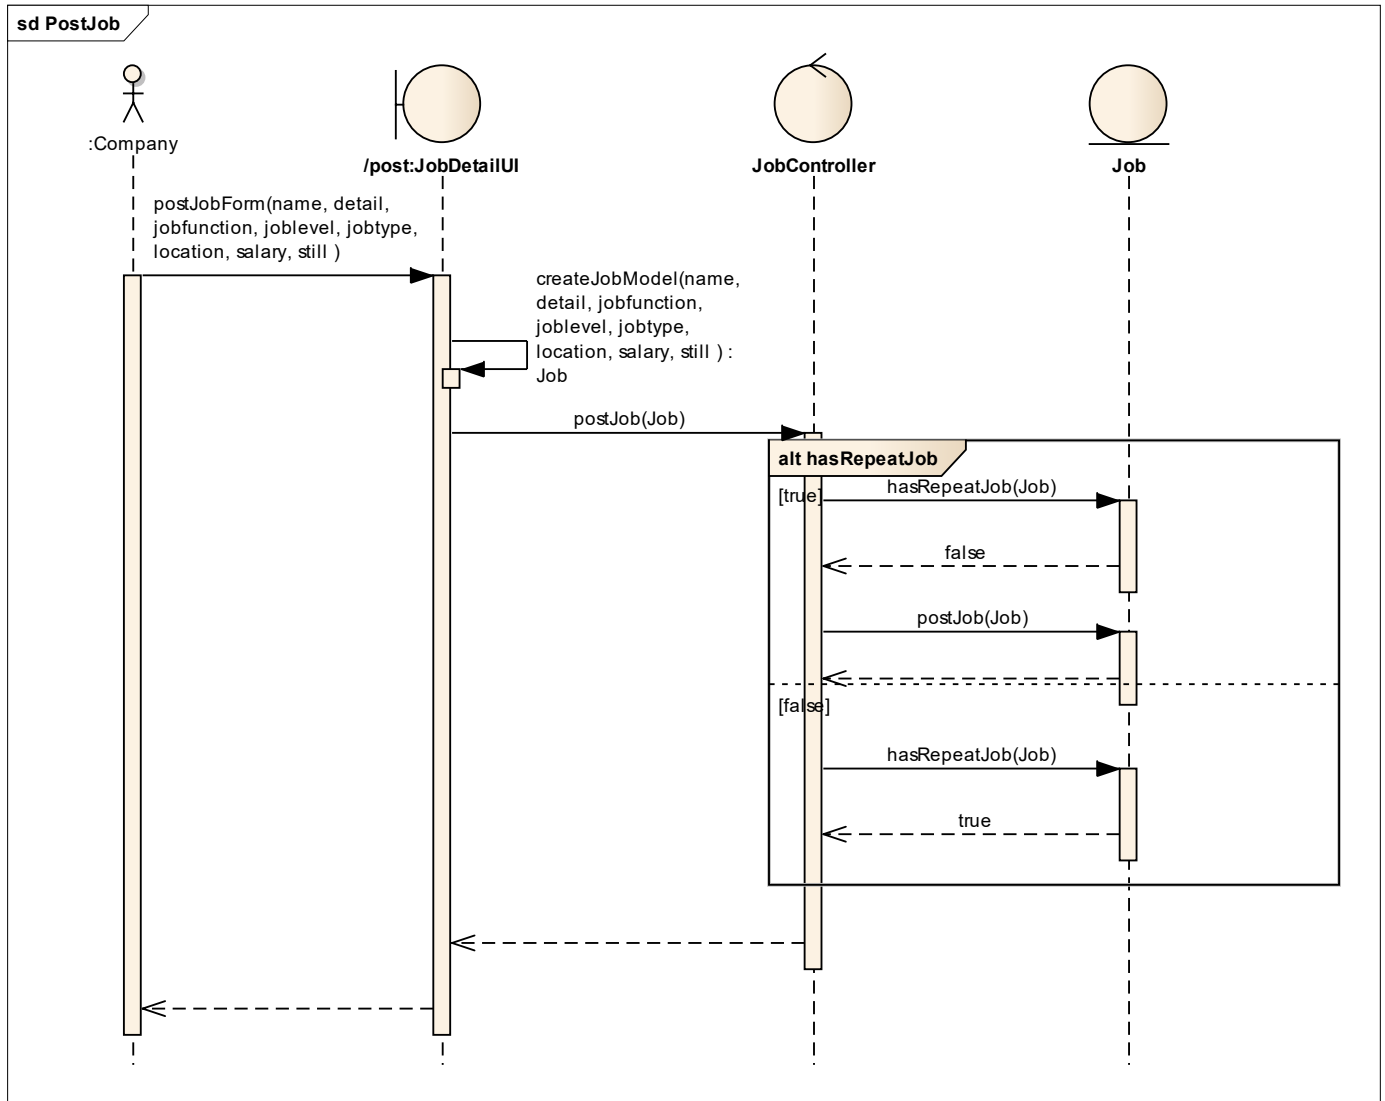 sd PostJob
:Company
/post:JobDetailUI
JobController
Job
postJobForm(name, detail,
jobfunction, joblevel, jobtype,
location, salary, still )
createJobModel(name,
detail, jobfunction,
joblevel, jobtype,
location, salary, still ) :
Job
postJob(Job)
alt hasRepeatJob
[true]
hasRepeatJob(Job)
false
postJob(Job)
[false]
hasRepeatJob(Job)
true